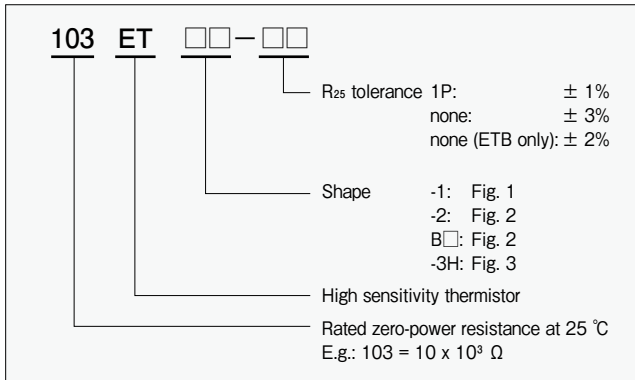 103 ET □□－□□
R₂₅ tolerance 1P: ± 1%
none: ± 3%
none (ETB only): ± 2%
Shape -1: Fig. 1
-2: Fig. 2
B□: Fig. 2
-3H: Fig. 3
High sensitivity thermistor
Rated zero-power resistance at 25 ℃
E.g.: 103 = 10 x 10³ Ω